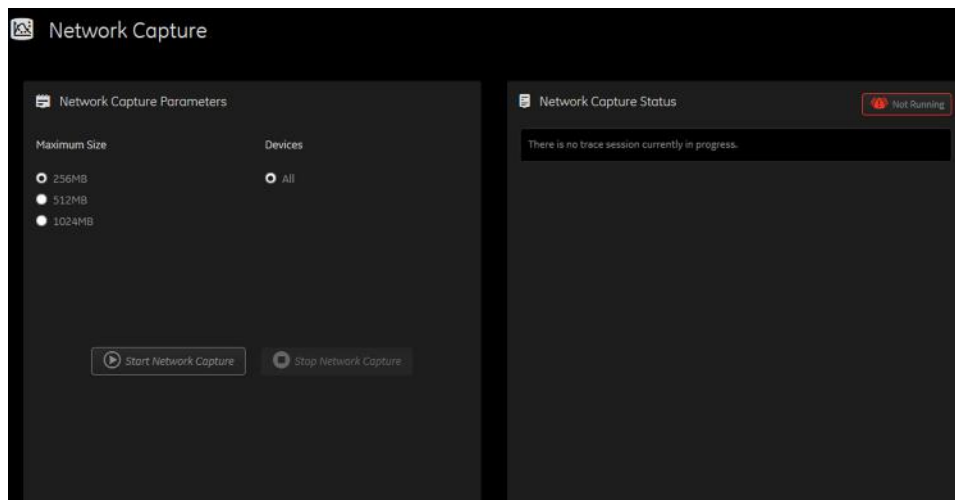 Network Capture
Network Capture Parameters
Maximum Size
Devices
256MB
All
512MB
1024MB
Start Network Capture
Stop Network Capture
Network Capture Status
Not Running
There is no trace session currently in progress.